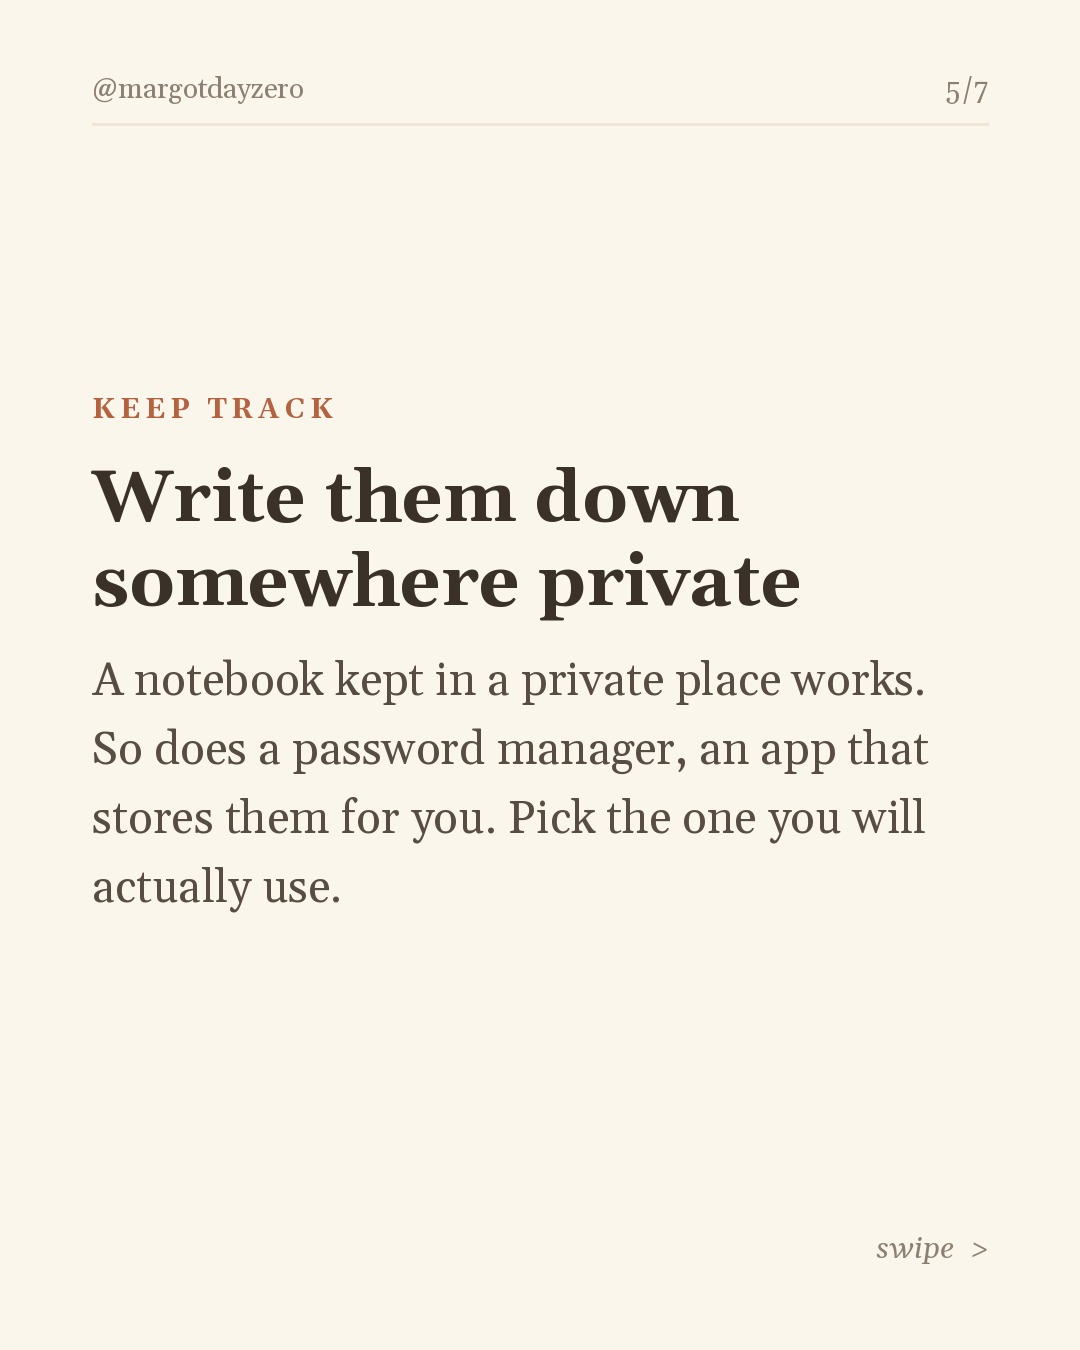 @margotdayzero
5/7
KEEP TRACK
Write them down
somewhere private
A notebook kept in a private place works.
So does a password manager, an app that
stores them for you. Pick the one you will
actually use.
swipe >